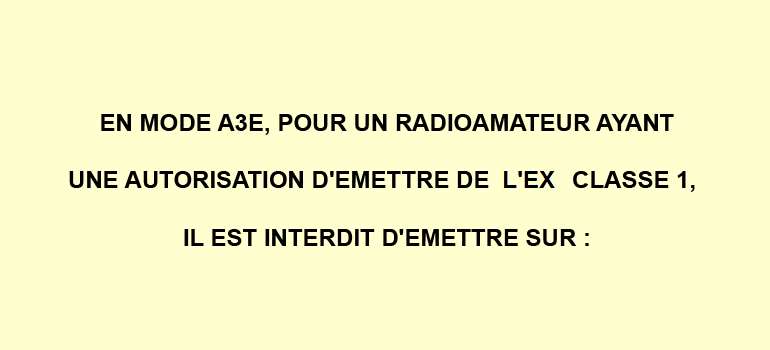 EN MODE A3E, POUR UN RADIOAMATEUR AYANT
UNE AUTORISATION D'EMETTRE DE L'EX CLASSE 1,
IL EST INTERDIT D'EMETTRE SUR :